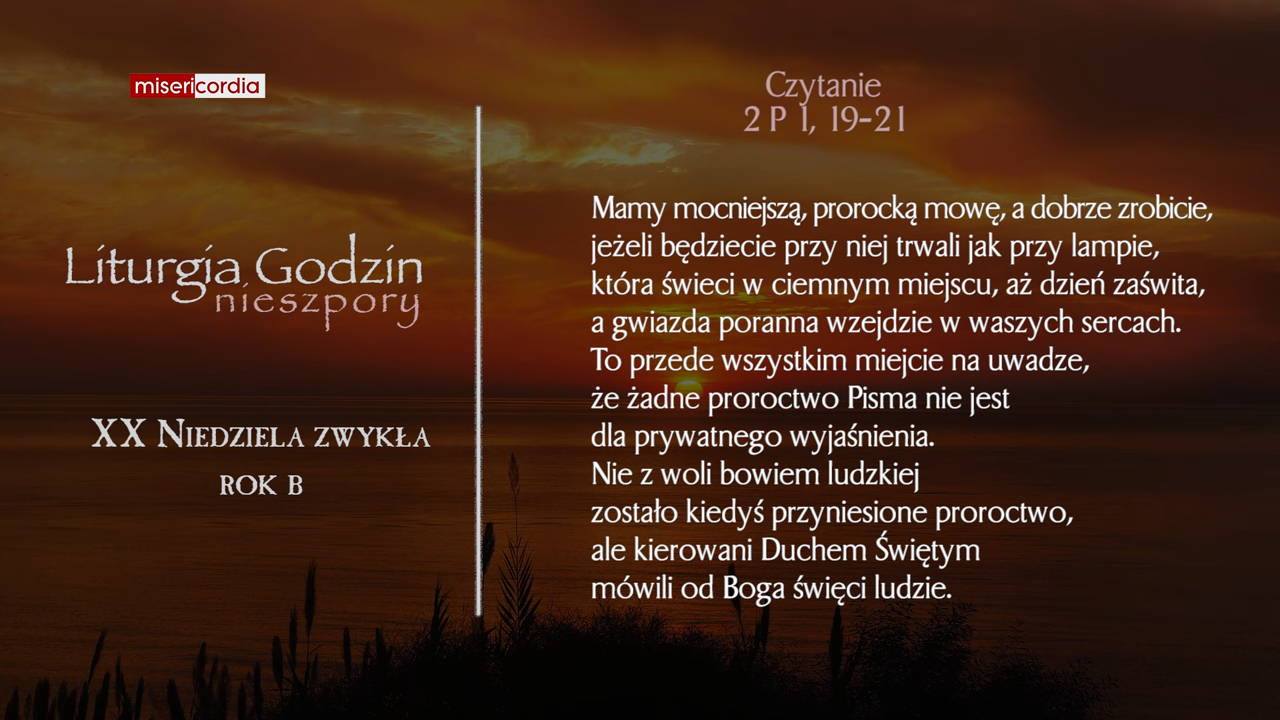 misericordia
Liturgia Godzin
nieszpory
XX Niedziela zwykła
rok B
Czytanie
2 P 1, 19-21
Mamy mocniejszą, prorocką mowę, a dobrze zrobicie,
jeżeli będziecie przy niej trwali jak przy lampie,
która świeci w ciemnym miejscu, aż dzień zaświta,
a gwiazda poranna wzejdzie w waszych sercach.
To przede wszystkim miejcie na uwadze,
że żadne proroctwo Pisma nie jest
dla prywatnego wyjaśnienia.
Nie z woli bowiem ludzkiej
zostało kiedyś przyniesione proroctwo,
ale kierowani Duchem Świętym
mówili od Boga święci ludzie.